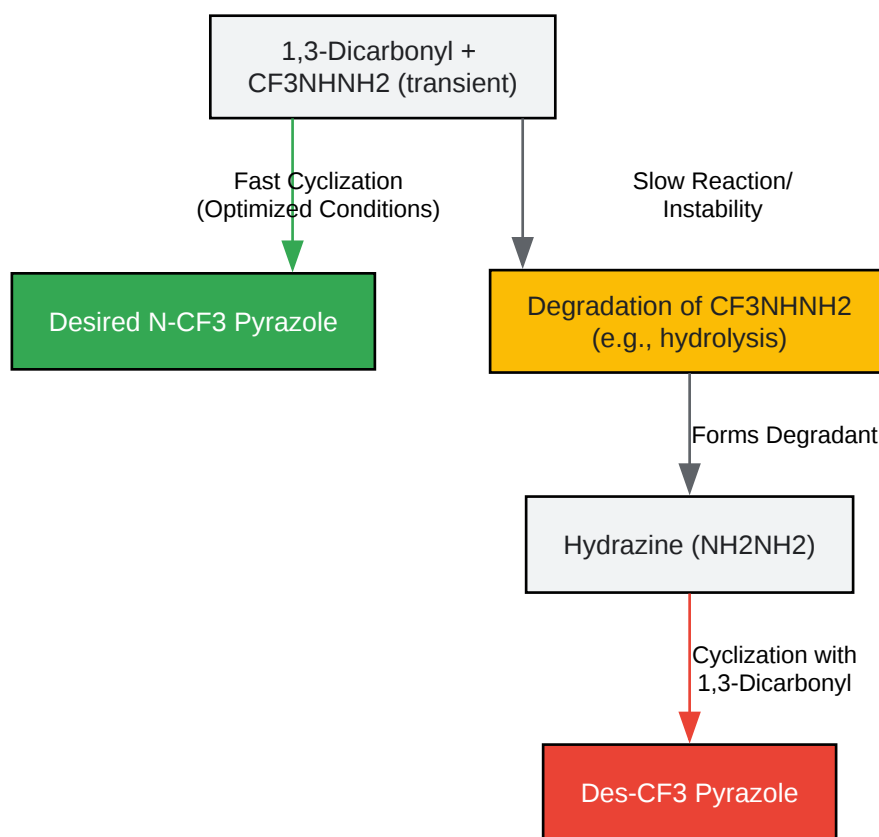 1,3-Dicarbonyl +
CF3NHNH2 (transient)
Fast Cyclization
(Optimized Conditions)
Slow Reaction/
Instability
Desired N-CF3 Pyrazole
Degradation of CF3NHNH2
(e.g., hydrolysis)
Forms Degradant
Hydrazine (NH2NH2)
Cyclization with
1,3-Dicarbonyl
Des-CF3 Pyrazole